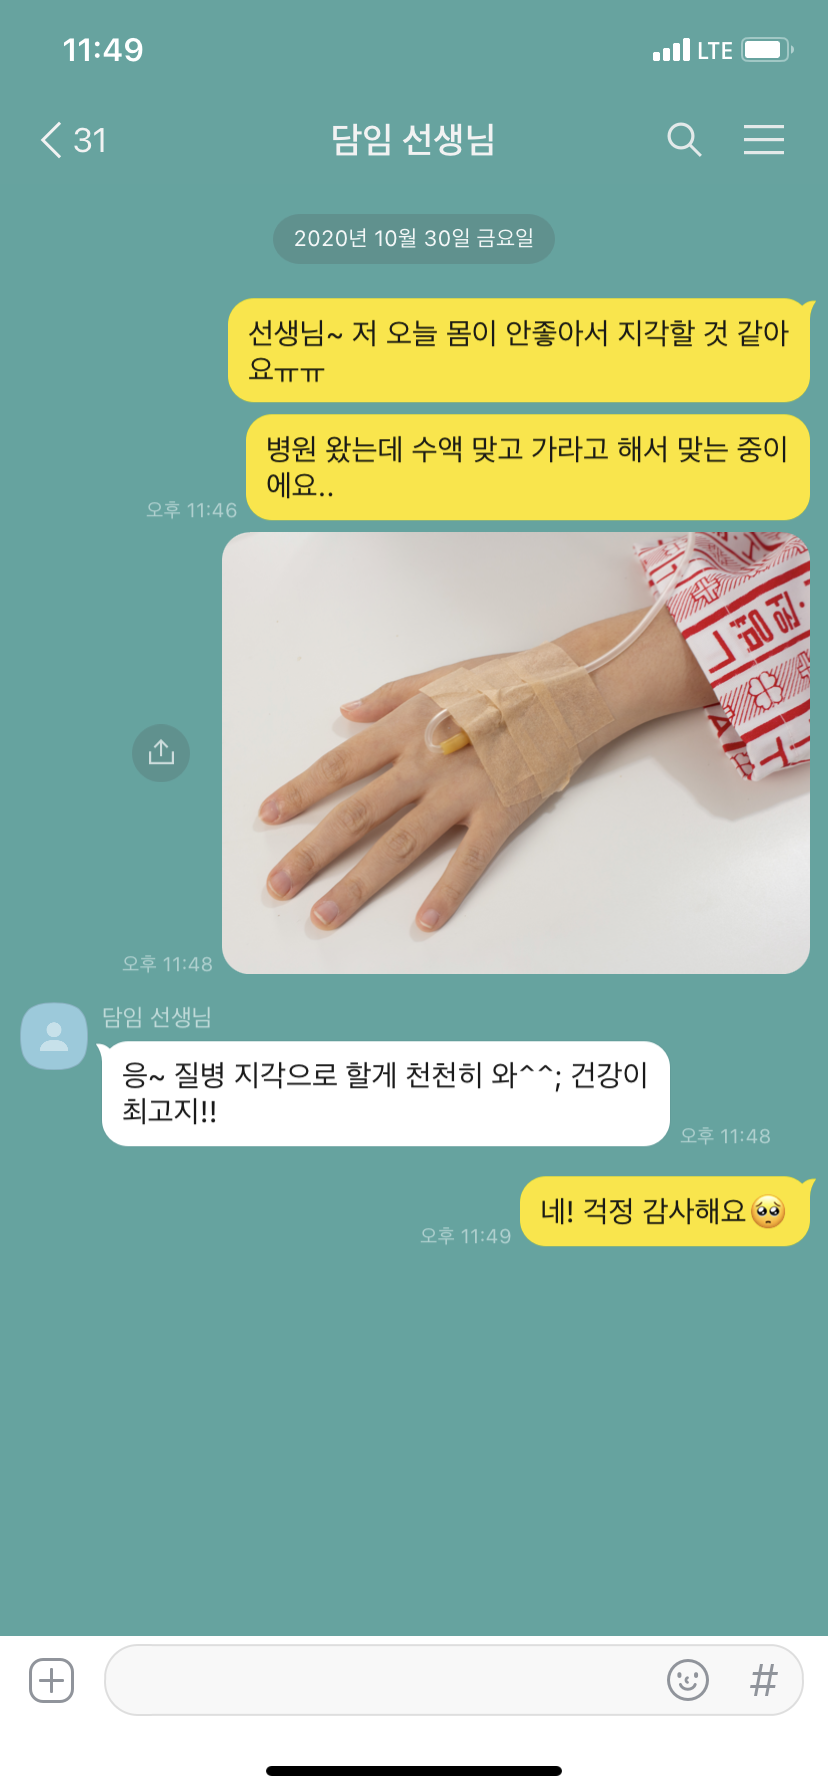 11:49
LTE
31
담임 선생님
2020년 10월 30일 금요일
선생님~ 저 오늘 몸이 안좋아서 지각할 것 같아
요ㅠㅠ
병원 왔는데 수액 맞고 가라고 해서 맞는 중이
에요..
오후 11:46
오후 11:48
담임 선생님
응~ 질병 지각으로 할게 천천히 와^^; 건강이
최고지!!
오후 11:48
네! 걱정 감사해요🥺
오후 11:49
#